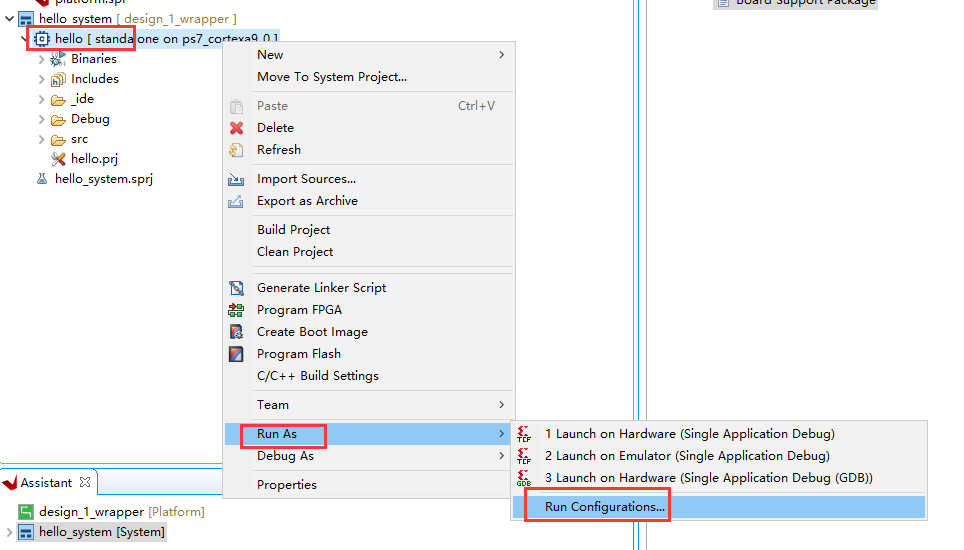 platform.spr
hello_system [ design_1_wrapper ]
hello [ standalone on ps7_cortexa9_0 ]
Binaries
Includes
_ide
Debug
src
hello.prj
hello_system.sprj
Board Support Package
New
Move To System Project...
Paste Ctrl+V
Delete
Refresh
Import Sources...
Export as Archive
Build Project
Clean Project
Generate Linker Script
Program FPGA
Create Boot Image
Program Flash
C/C++ Build Settings
Team
Run As
Debug As
Properties
TCF 1 Launch on Hardware (Single Application Debug)
TCF 2 Launch on Emulator (Single Application Debug)
GDB 3 Launch on Hardware (Single Application Debug (GDB))
Run Configurations...
Assistant
design_1_wrapper [Platform]
hello_system [System]